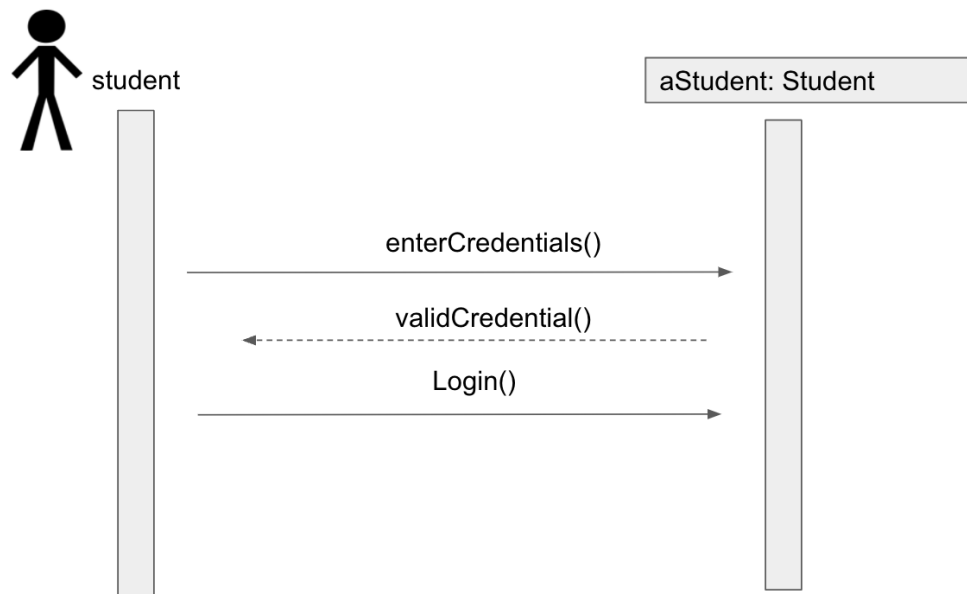 student
aStudent: Student
enterCredentials()
validCredential()
Login()